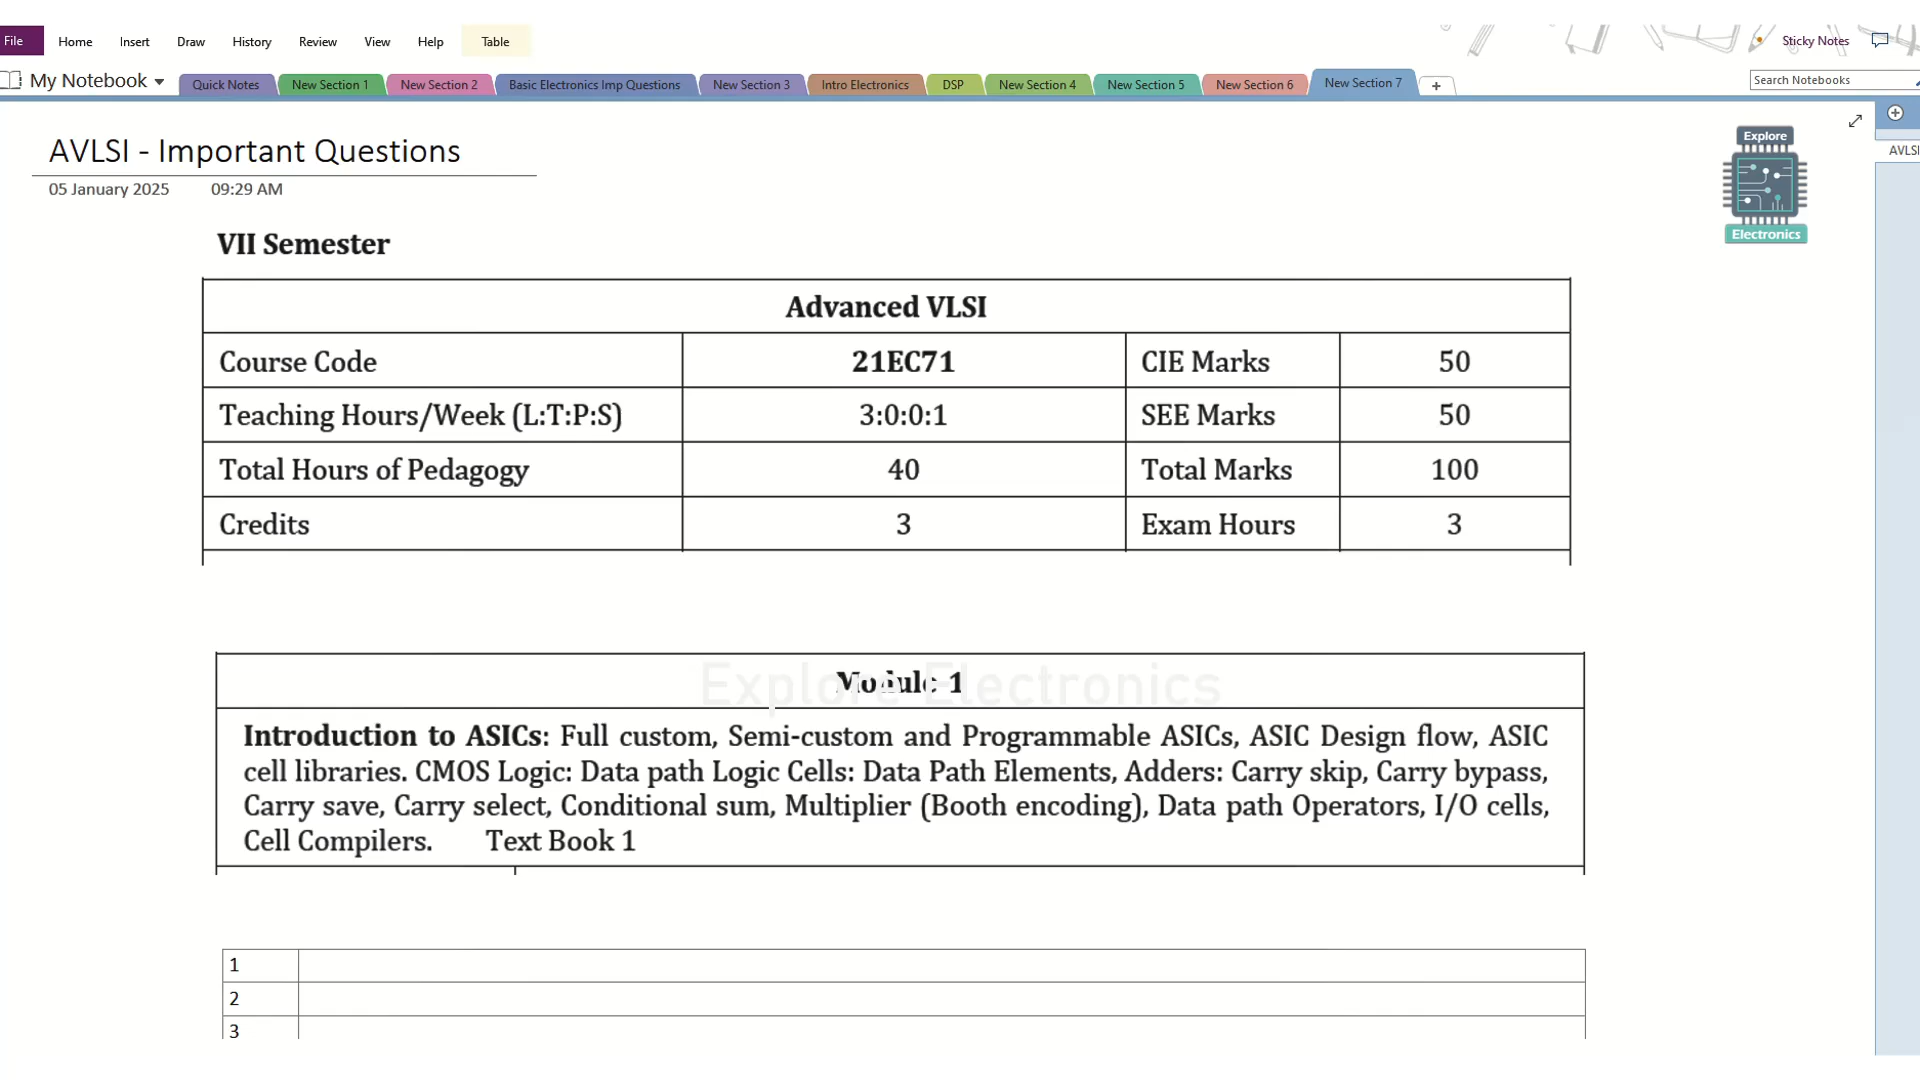 File Home Insert Draw History Review View Help Table Sticky Notes
My Notebook Quick Notes New Section 1 New Section 2 Basic Electronics Imp Questions New Section 3 Intro Electronics DSP New Section 4 New Section 5 New Section 6 New Section 7 + Search Notebooks
AVLSI - Important Questions
05 January 2025 09:29 AM
Explore
Electronics
AVLSI
VII Semester
Advanced VLSI
Course Code 21EC71 CIE Marks 50
Teaching Hours/Week (L:T:P:S) 3:0:0:1 SEE Marks 50
Total Hours of Pedagogy 40 Total Marks 100
Credits 3 Exam Hours 3
Explore Electronics
Module-1
Introduction to ASICs: Full custom, Semi-custom and Programmable ASICs, ASIC Design flow, ASIC
cell libraries. CMOS Logic: Data path Logic Cells: Data Path Elements, Adders: Carry skip, Carry bypass,
Carry save, Carry select, Conditional sum, Multiplier (Booth encoding), Data path Operators, I/O cells,
Cell Compilers. Text Book 1
1
2
3